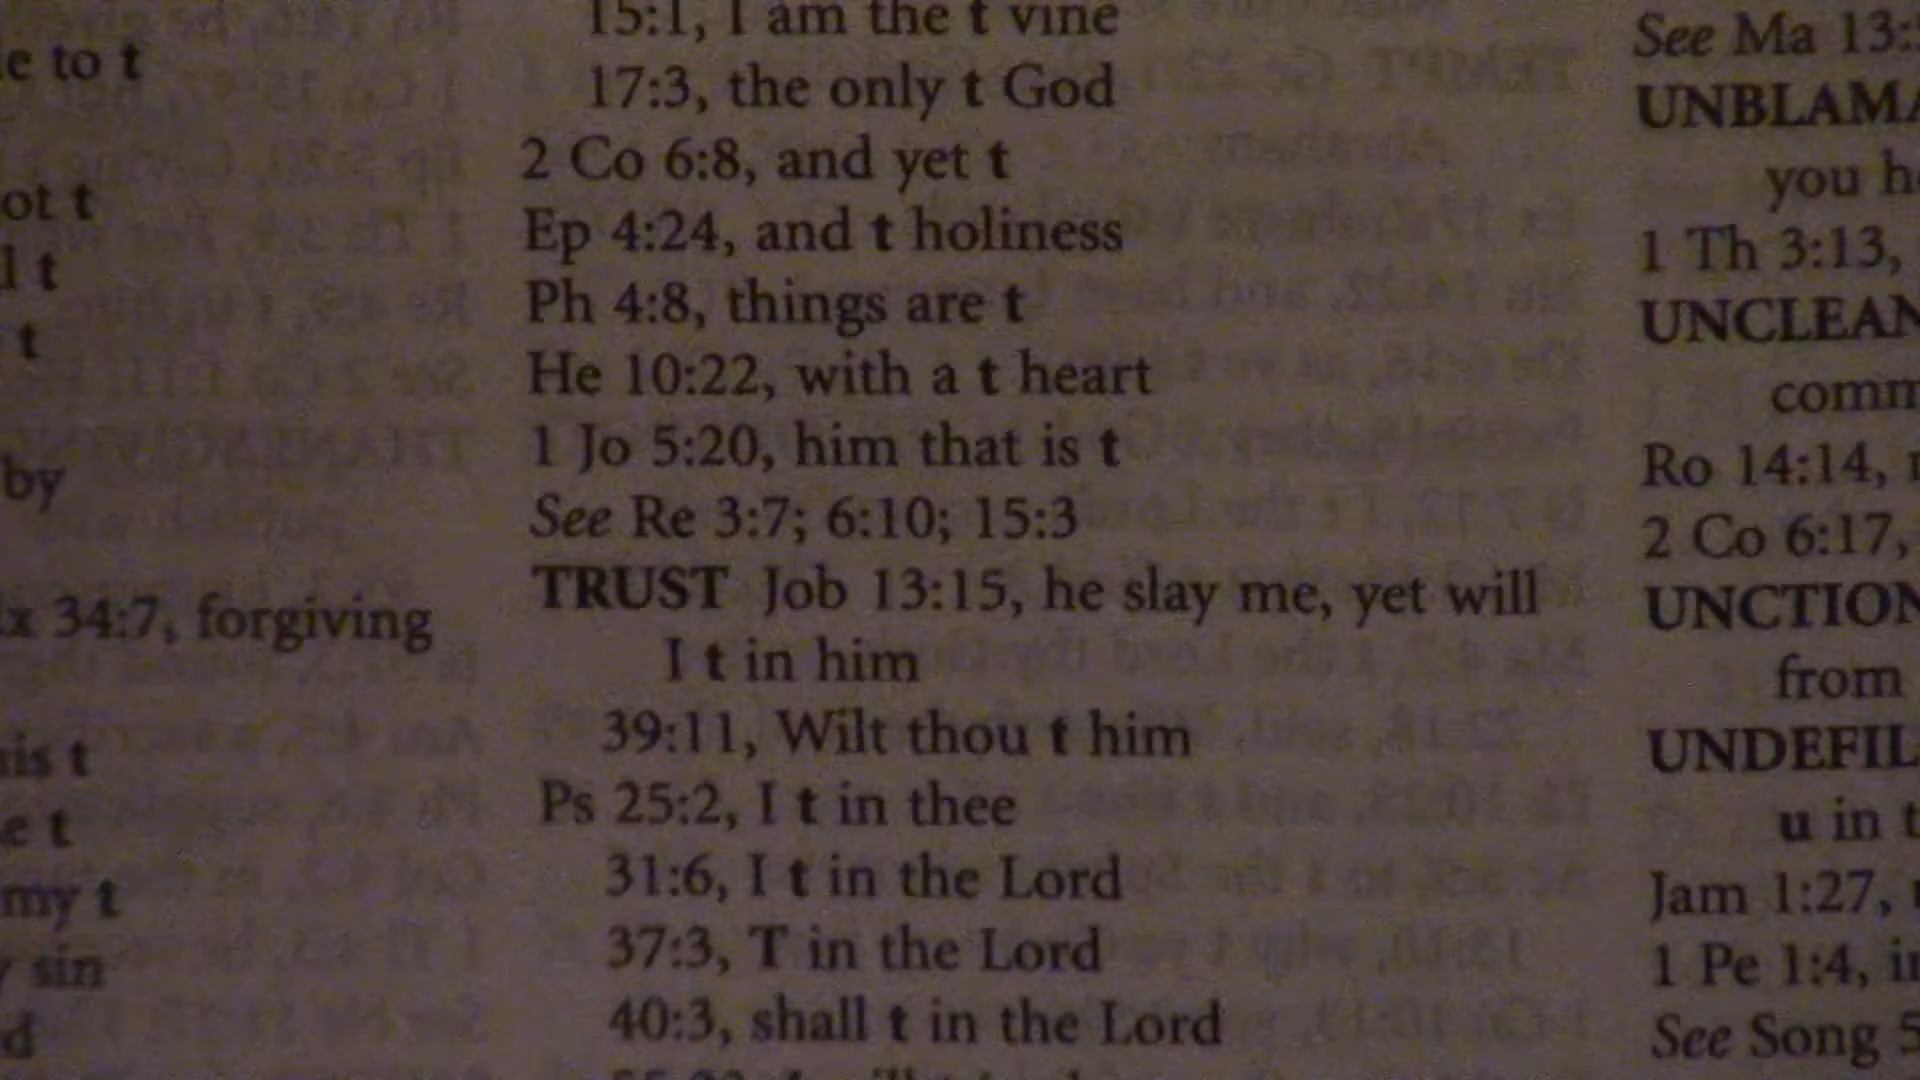 e to t
ot t
l t
t
by
x 34:7, forgiving
is t
e t
my t
sin
d
15:1, I am the t vine
17:3, the only t God
2 Co 6:8, and yet t
Ep 4:24, and t holiness
Ph 4:8, things are t
He 10:22, with a t heart
1 Jo 5:20, him that is t
See Re 3:7; 6:10; 15:3
TRUST Job 13:15, he slay me, yet will
I t in him
39:11, Wilt thou t him
Ps 25:2, I t in thee
31:6, I t in the Lord
37:3, T in the Lord
40:3, shall t in the Lord
See Ma 13:
UNBLAMA
you h
1 Th 3:13,
UNCLEAN
comm
Ro 14:14,
2 Co 6:17,
UNCTION
from
UNDEFIL
u in t
Jam 1:27,
1 Pe 1:4, i
See Song 5